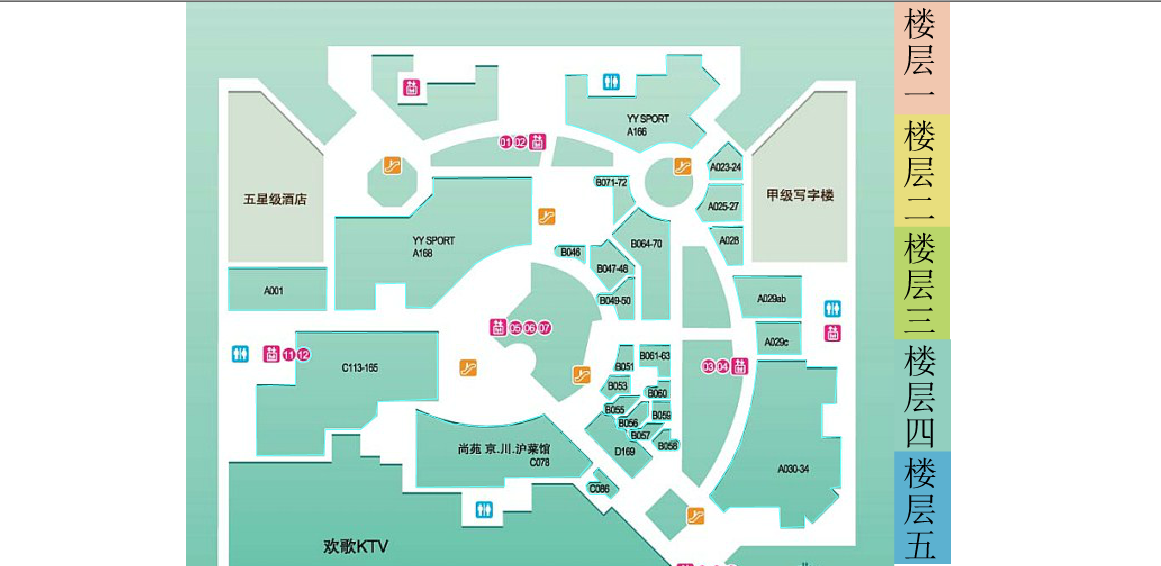 YY SPORT
A166
01 02
A023-24
B071-72
五星级酒店
甲级写字楼
A025-27
YY SPORT
A168
B064-70
A028
B046
B047-48
A001
B049-50
A029ab
05 06 07
A029c
11 12
C113-165
B051
B061-63
03 04
B053
B060
B055
B059
B056
B057
B058
尚苑 京.川.沪菜馆
C078
D169
A030-34
C086
欢歌KTV
楼层一
楼层二
楼层三
楼层四
楼层五